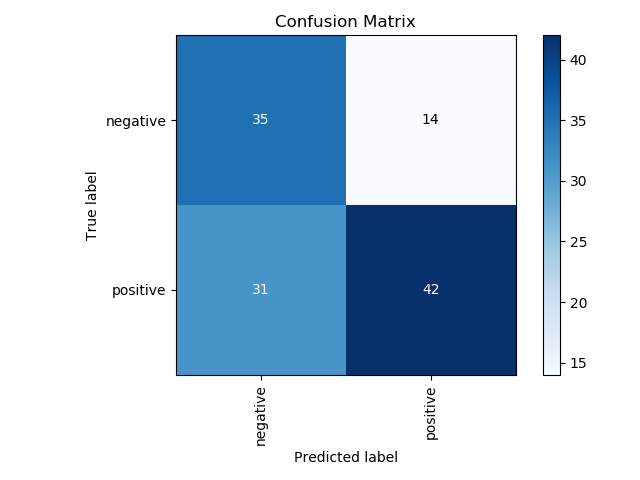 Confusion Matrix
True label
negative
35
14
positive
31
42
negative
positive
Predicted label
40
35
30
25
20
15